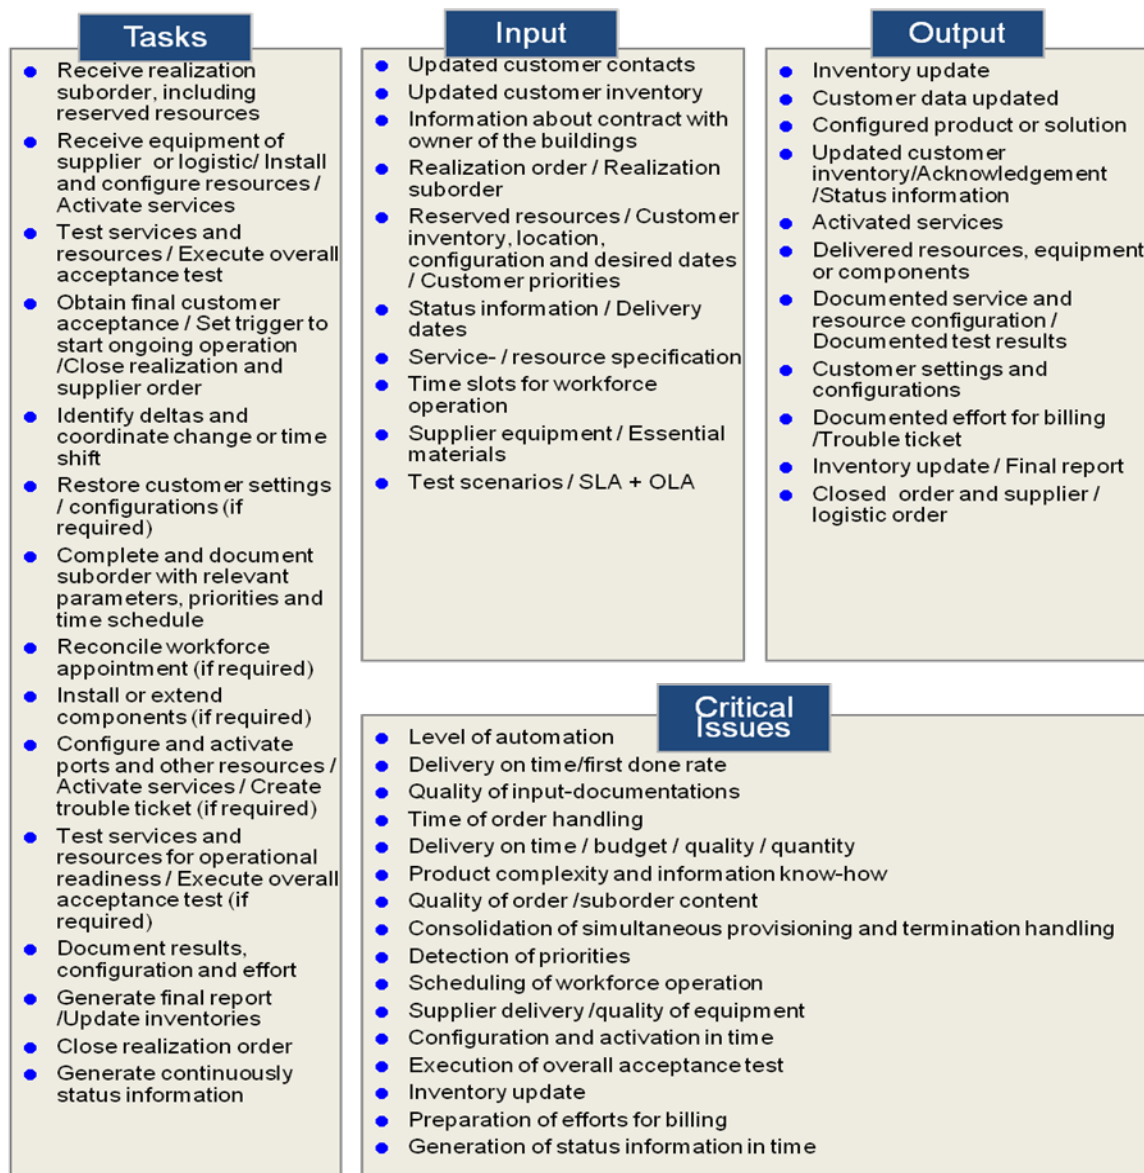 Tasks
Receive realization
suborder, including
reserved resources
Receive equipment of
supplier or logistic/ Install
and configure resources /
Activate services
Test services and
resources / Execute overall
acceptance test
Obtain final customer
acceptance / Set trigger to
start ongoing operation
/Close realization and
supplier order
Identify deltas and
coordinate change or time
shift
Restore customer settings
/ configurations (if
required)
Complete and document
suborder with relevant
parameters, priorities and
time schedule
Reconcile workforce
appointment (if required)
Install or extend
components (if required)
Configure and activate
ports and other resources /
Activate services / Create
trouble ticket (if required)
Test services and
resources for operational
readiness / Execute overall
acceptance test (if
required)
Document results,
configuration and effort
Generate final report
/Update inventories
Close realization order
Generate continuously
status information
Input
Updated customer contacts
Updated customer inventory
Information about contract with
owner of the buildings
Realization order / Realization
suborder
Reserved resources / Customer
inventory, location,
configuration and desired dates
/ Customer priorities
Status information / Delivery
dates
Service- / resource specification
Time slots for workforce
operation
Supplier equipment / Essential
materials
Test scenarios / SLA + OLA
Output
Inventory update
Customer data updated
Configured product or solution
Updated customer
inventory/Acknowledgement
/Status information
Activated services
Delivered resources, equipment
or components
Documented service and
resource configuration /
Documented test results
Customer settings and
configurations
Documented effort for billing
/Trouble ticket
Inventory update / Final report
Closed order and supplier /
logistic order
Critical
Issues
Level of automation
Delivery on time/first done rate
Quality of input-documentations
Time of order handling
Delivery on time / budget / quality / quantity
Product complexity and information know-how
Quality of order /suborder content
Consolidation of simultaneous provisioning and termination handling
Detection of priorities
Scheduling of workforce operation
Supplier delivery /quality of equipment
Configuration and activation in time
Execution of overall acceptance test
Inventory update
Preparation of efforts for billing
Generation of status information in time